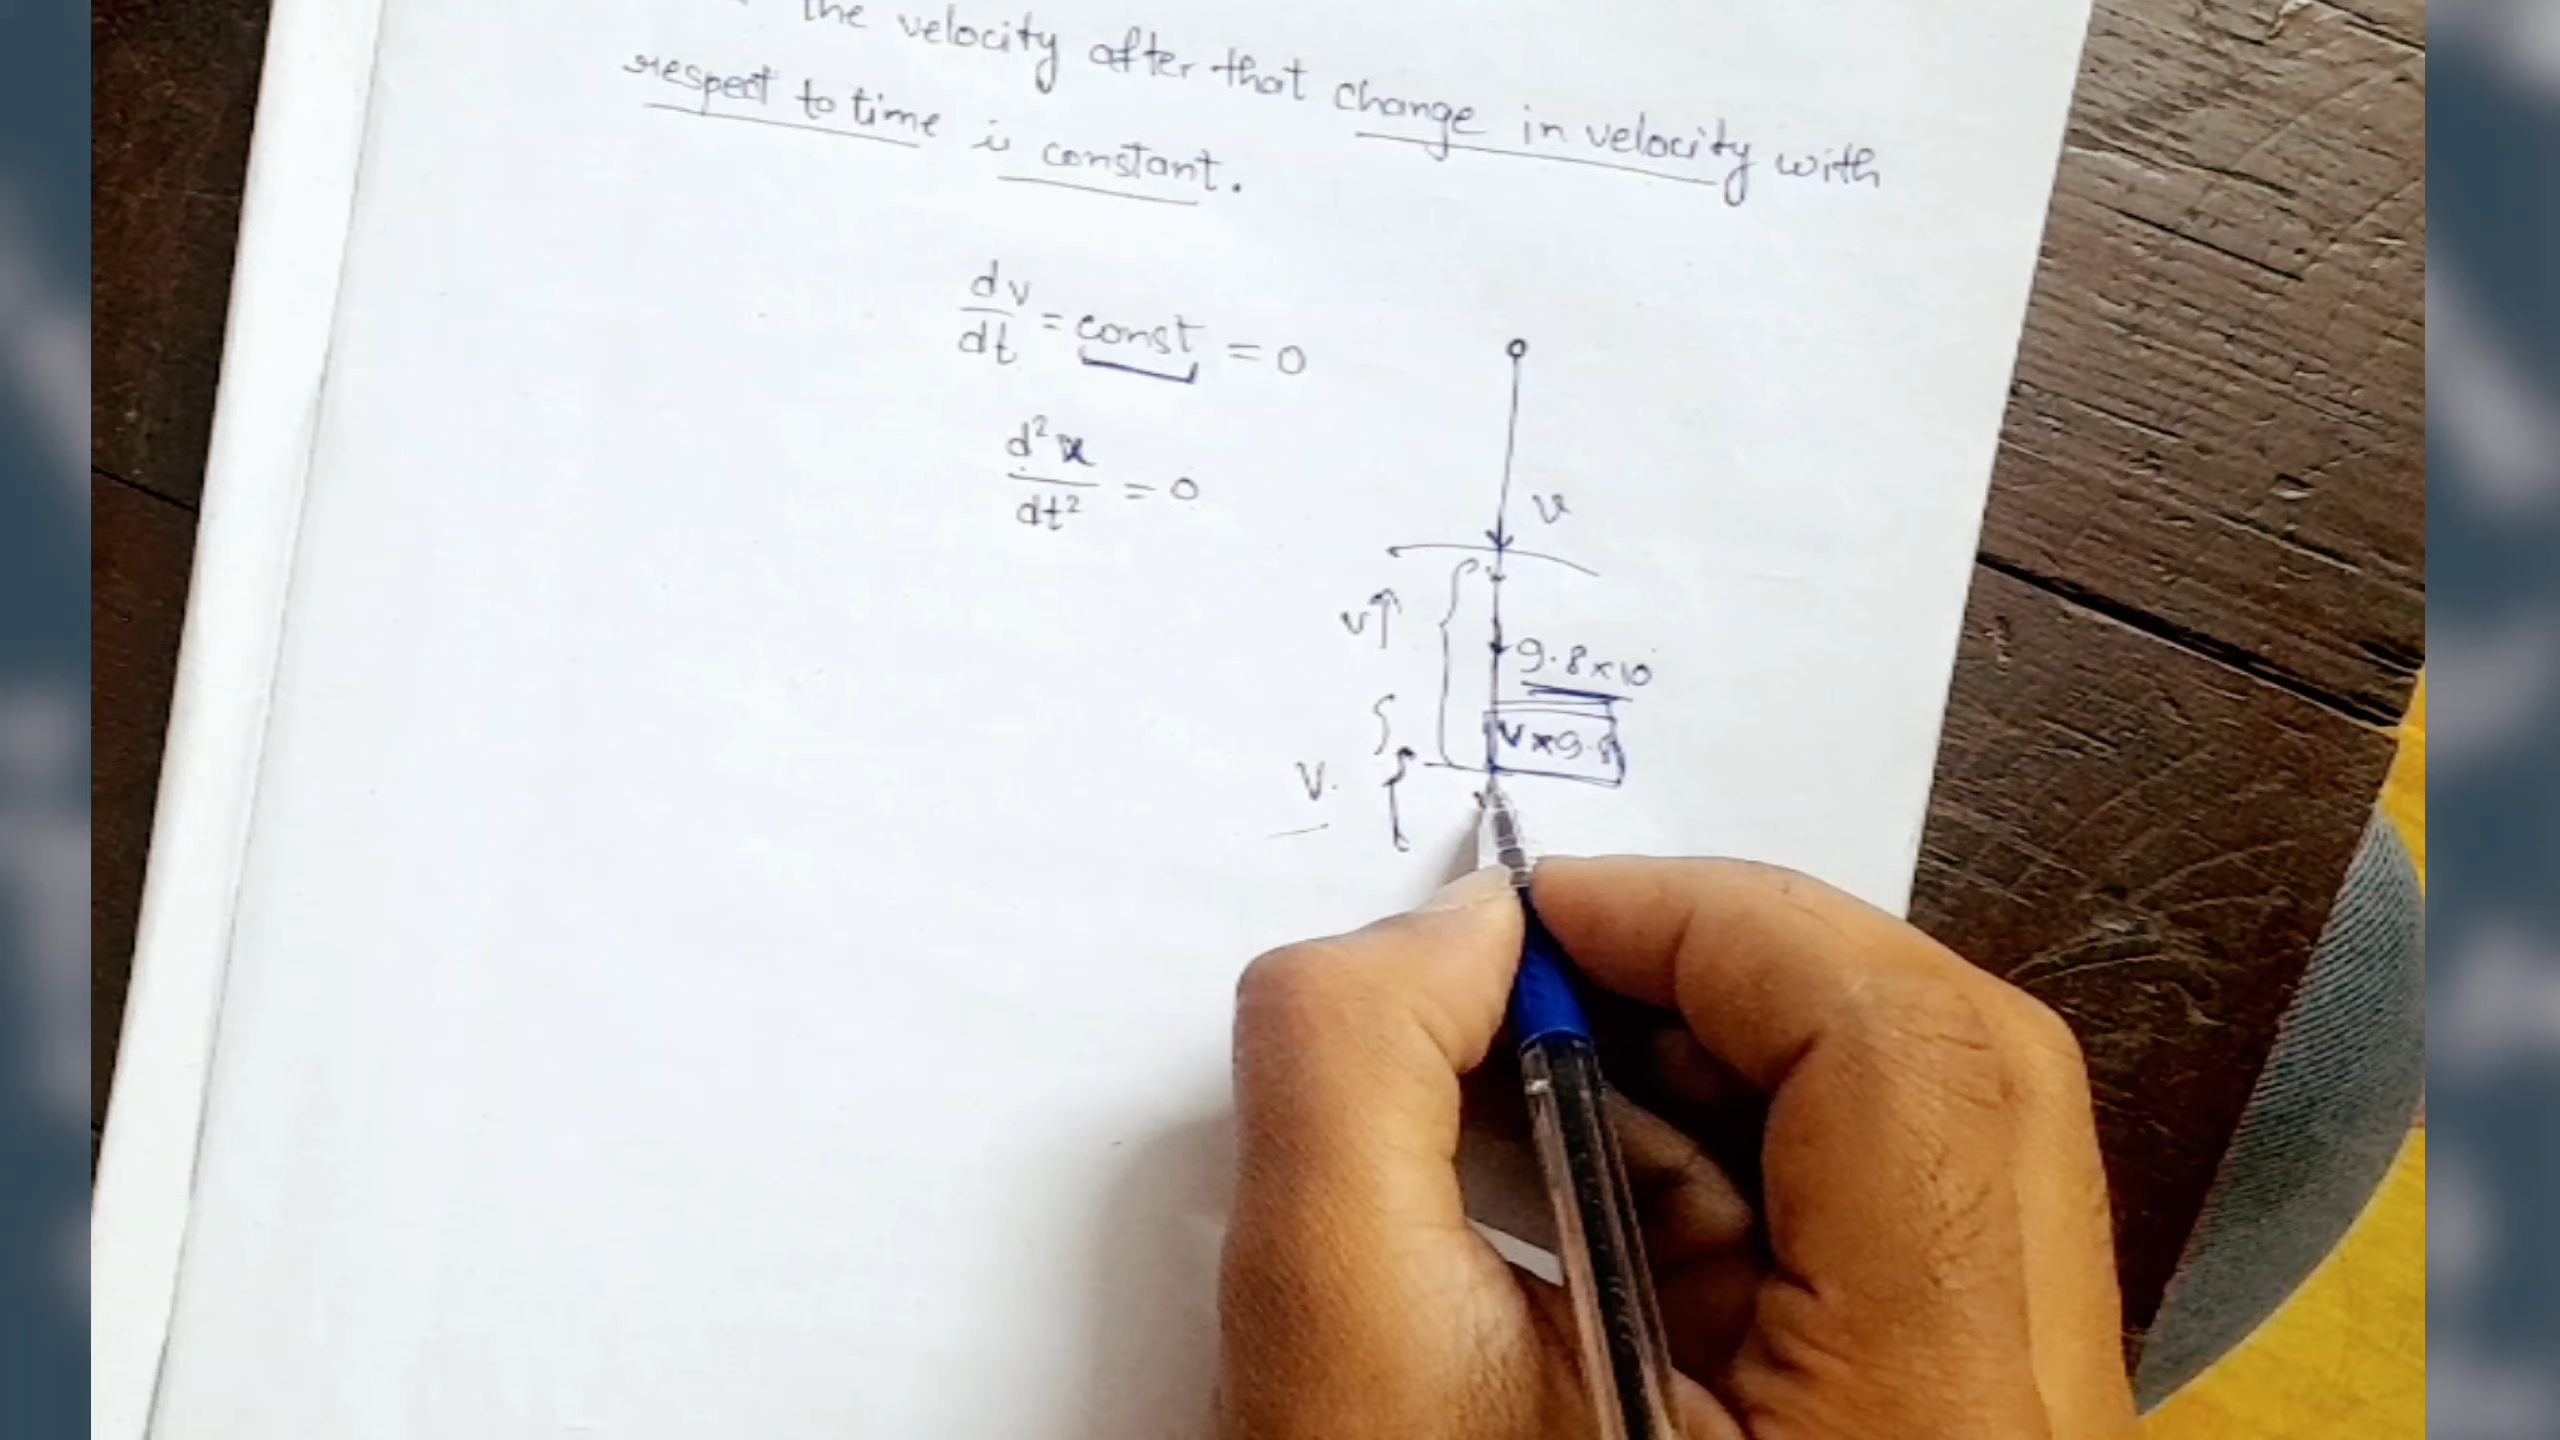 the velocity after that change in velocity with
respect to time is constant.
dv/dt = const = 0
d²x/dt² = 0
v
v↑
9.8×10
v×9.8
v.